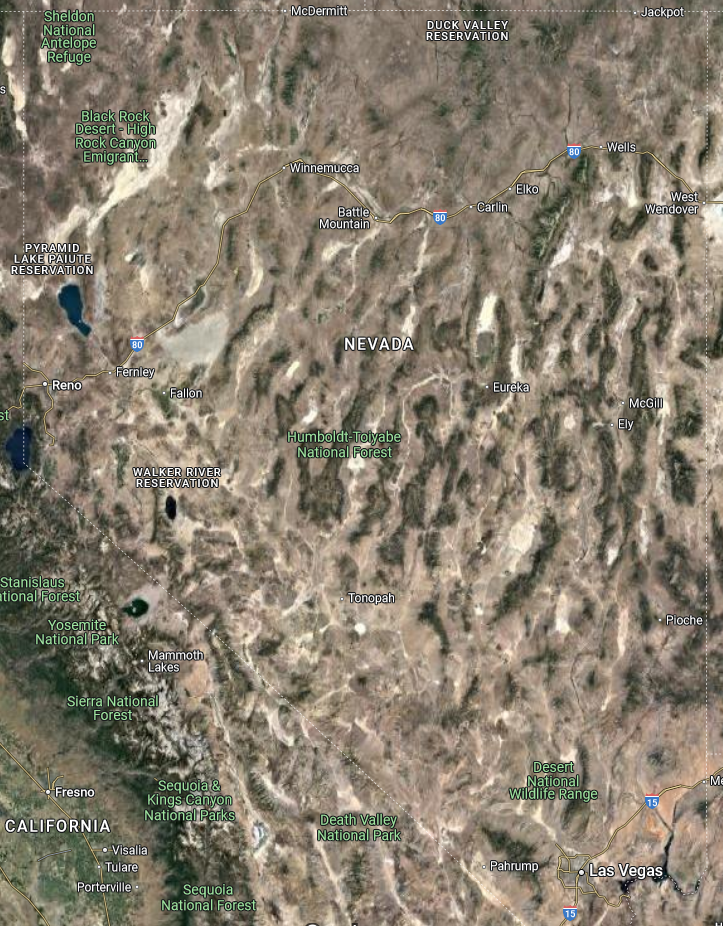 Sheldon
National
Antelope
Refuge
McDermitt
DUCK VALLEY
RESERVATION
Jackpot
s
Black Rock
Desert - High
Rock Canyon
Emigrant...
Winnemucca
80
Wells
Elko
Carlin
80
Battle
Mountain
West
Wendover
PYRAMID
LAKE PAIUTE
RESERVATION
80
NEVADA
Fernley
Reno
Fallon
Eureka
McGill
Ely
st
Humboldt-Toiyabe
National Forest
WALKER RIVER
RESERVATION
Stanislaus
ational Forest
Tonopah
Yosemite
National Park
Pioche
Mammoth
Lakes
Sierra National
Forest
Desert
National
Wildlife Range
Me
Fresno
Sequoia &
Kings Canyon
National Parks
15
CALIFORNIA
Death Valley
National Park
Visalia
Tulare
Porterville
Pahrump
Las Vegas
Sequoia
National Forest
15